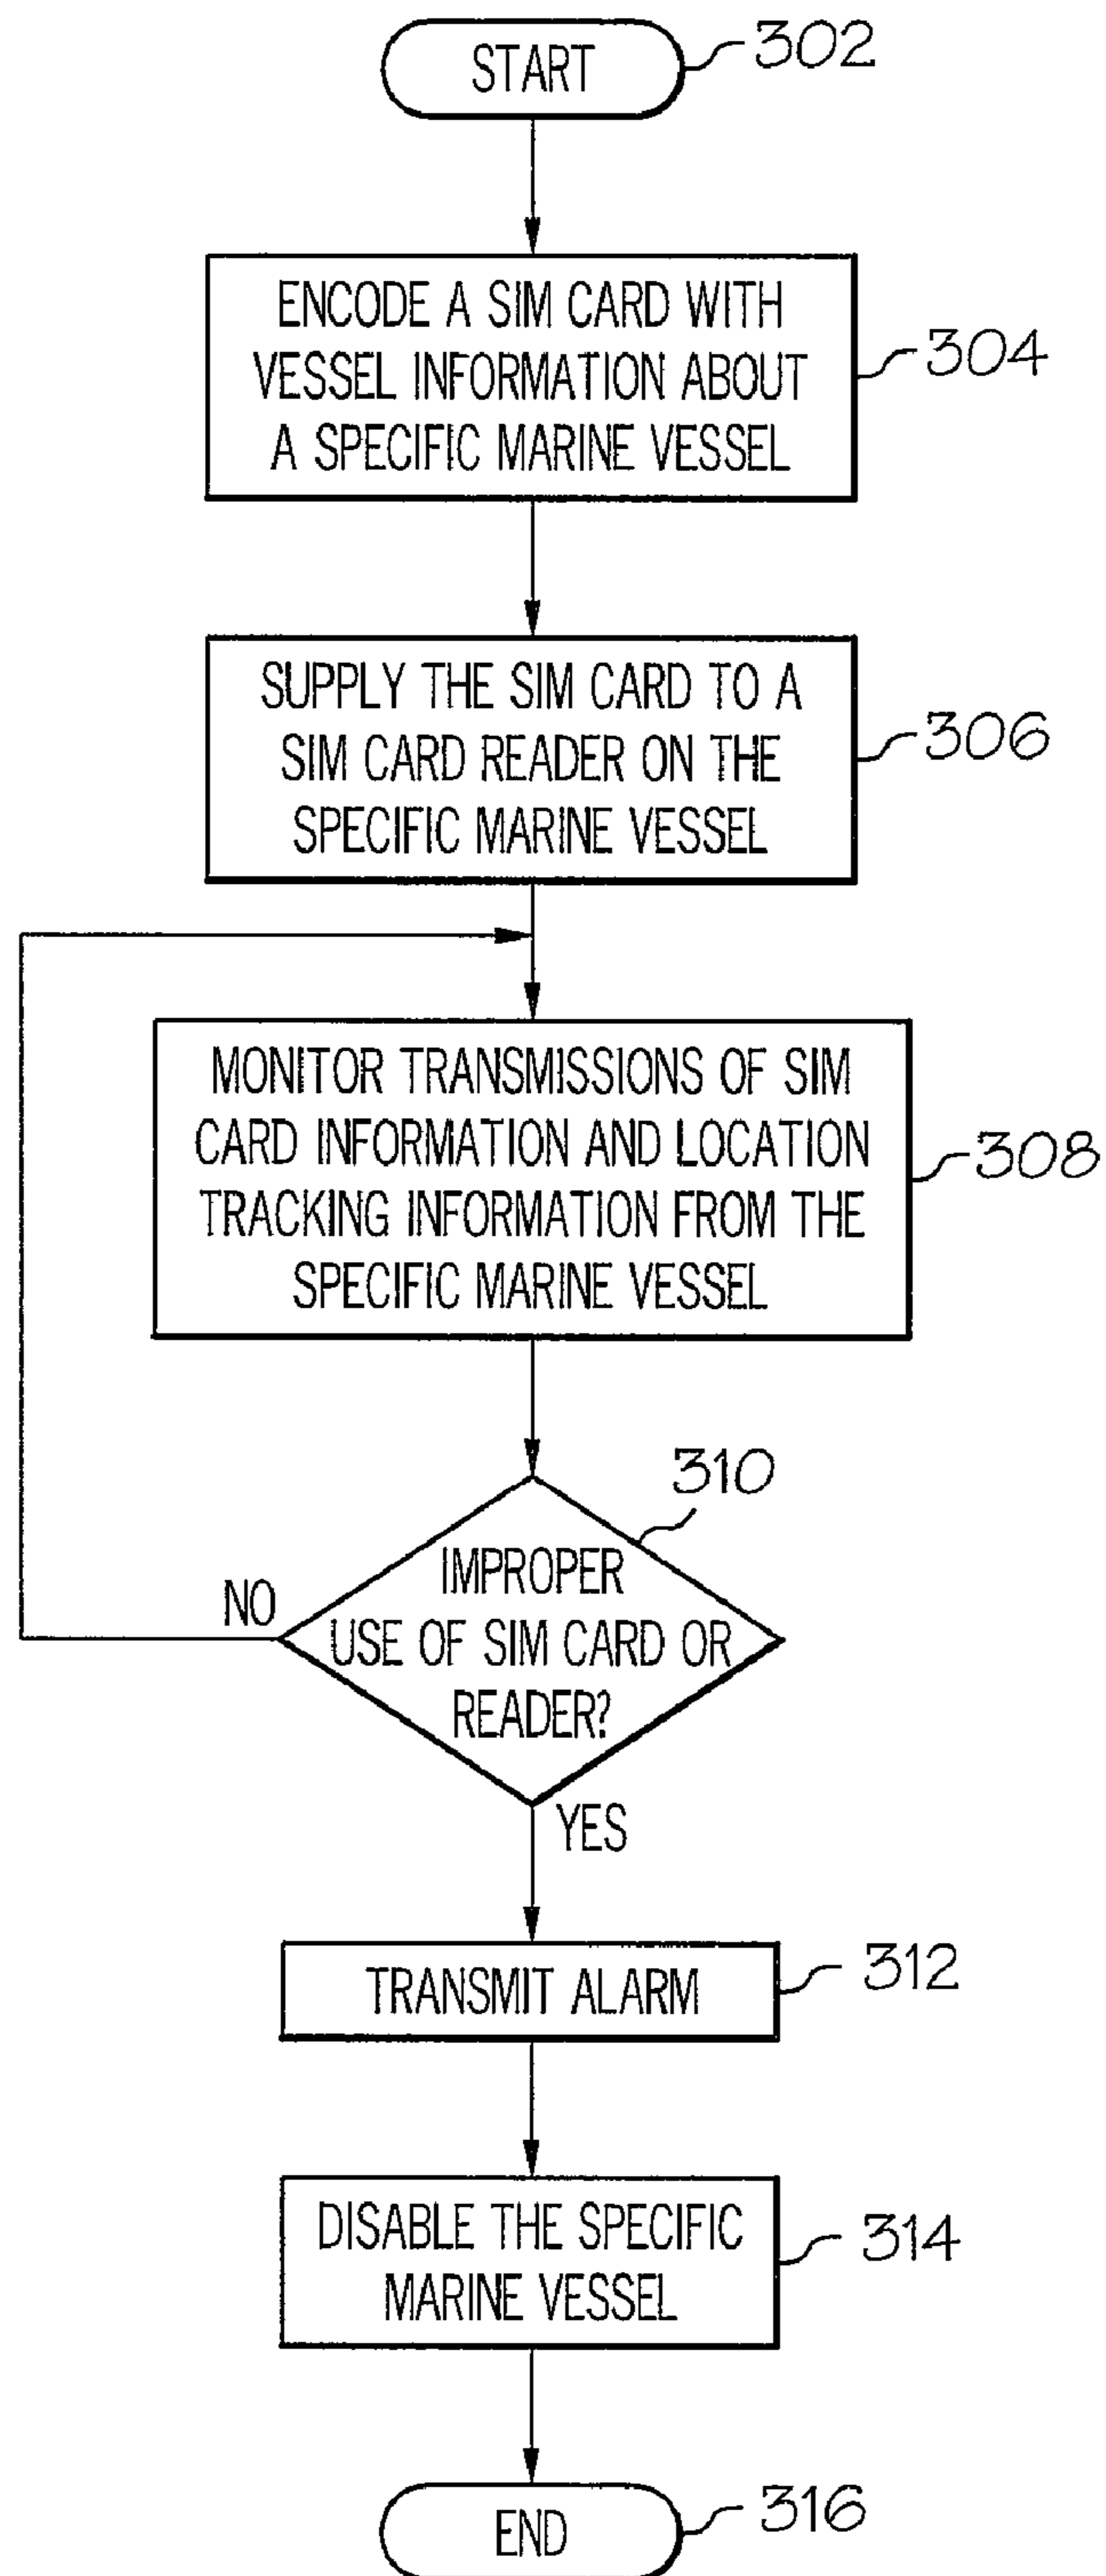 START
302
ENCODE A SIM CARD WITH
VESSEL INFORMATION ABOUT
A SPECIFIC MARINE VESSEL
304
SUPPLY THE SIM CARD TO A
SIM CARD READER ON THE
SPECIFIC MARINE VESSEL
306
MONITOR TRANSMISSIONS OF SIM
CARD INFORMATION AND LOCATION
TRACKING INFORMATION FROM THE
SPECIFIC MARINE VESSEL
308
310
IMPROPER
USE OF SIM CARD OR
READER?
NO
YES
TRANSMIT ALARM
312
DISABLE THE SPECIFIC
MARINE VESSEL
314
END
316